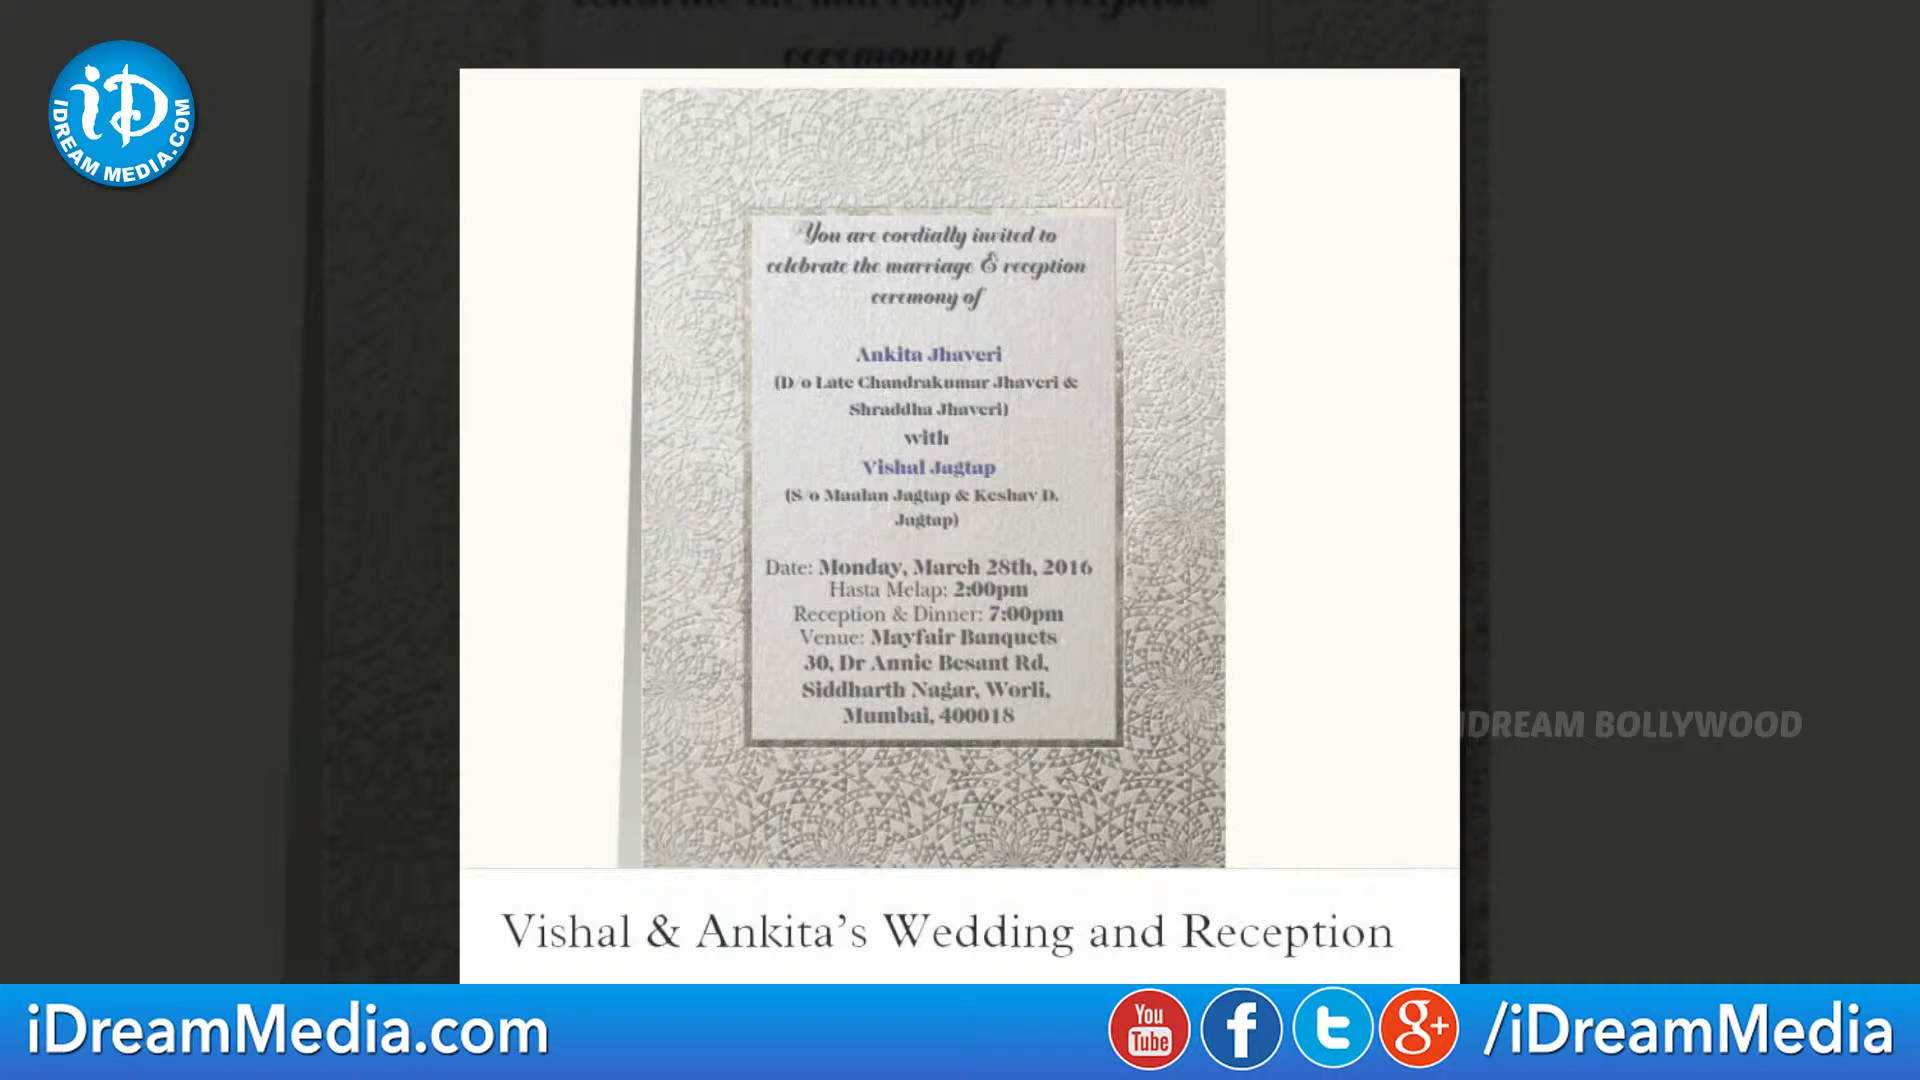 ceremony of
iD
IDREAM MEDIA.COM
You are cordially invited to
celebrate the marriage & reception
ceremony of
Ankita Jhaveri
(D/o Late Chandrakumar Jhaveri &
Shraddha Jhaveri)
with
Vishal Jagtap
(S/o Maalan Jagtap & Keshav D.
Jagtap)
Date: Monday, March 28th, 2016
Hasta Melap: 2:00pm
Reception & Dinner: 7:00pm
Venue: Mayfair Banquets
30, Dr Annie Besant Rd,
Siddharth Nagar, Worli,
Mumbai, 400018
IDREAM BOLLYWOOD
Vishal & Ankita’s Wedding and Reception
iDreamMedia.com
You
Tube
f
t
g+
/iDreamMedia